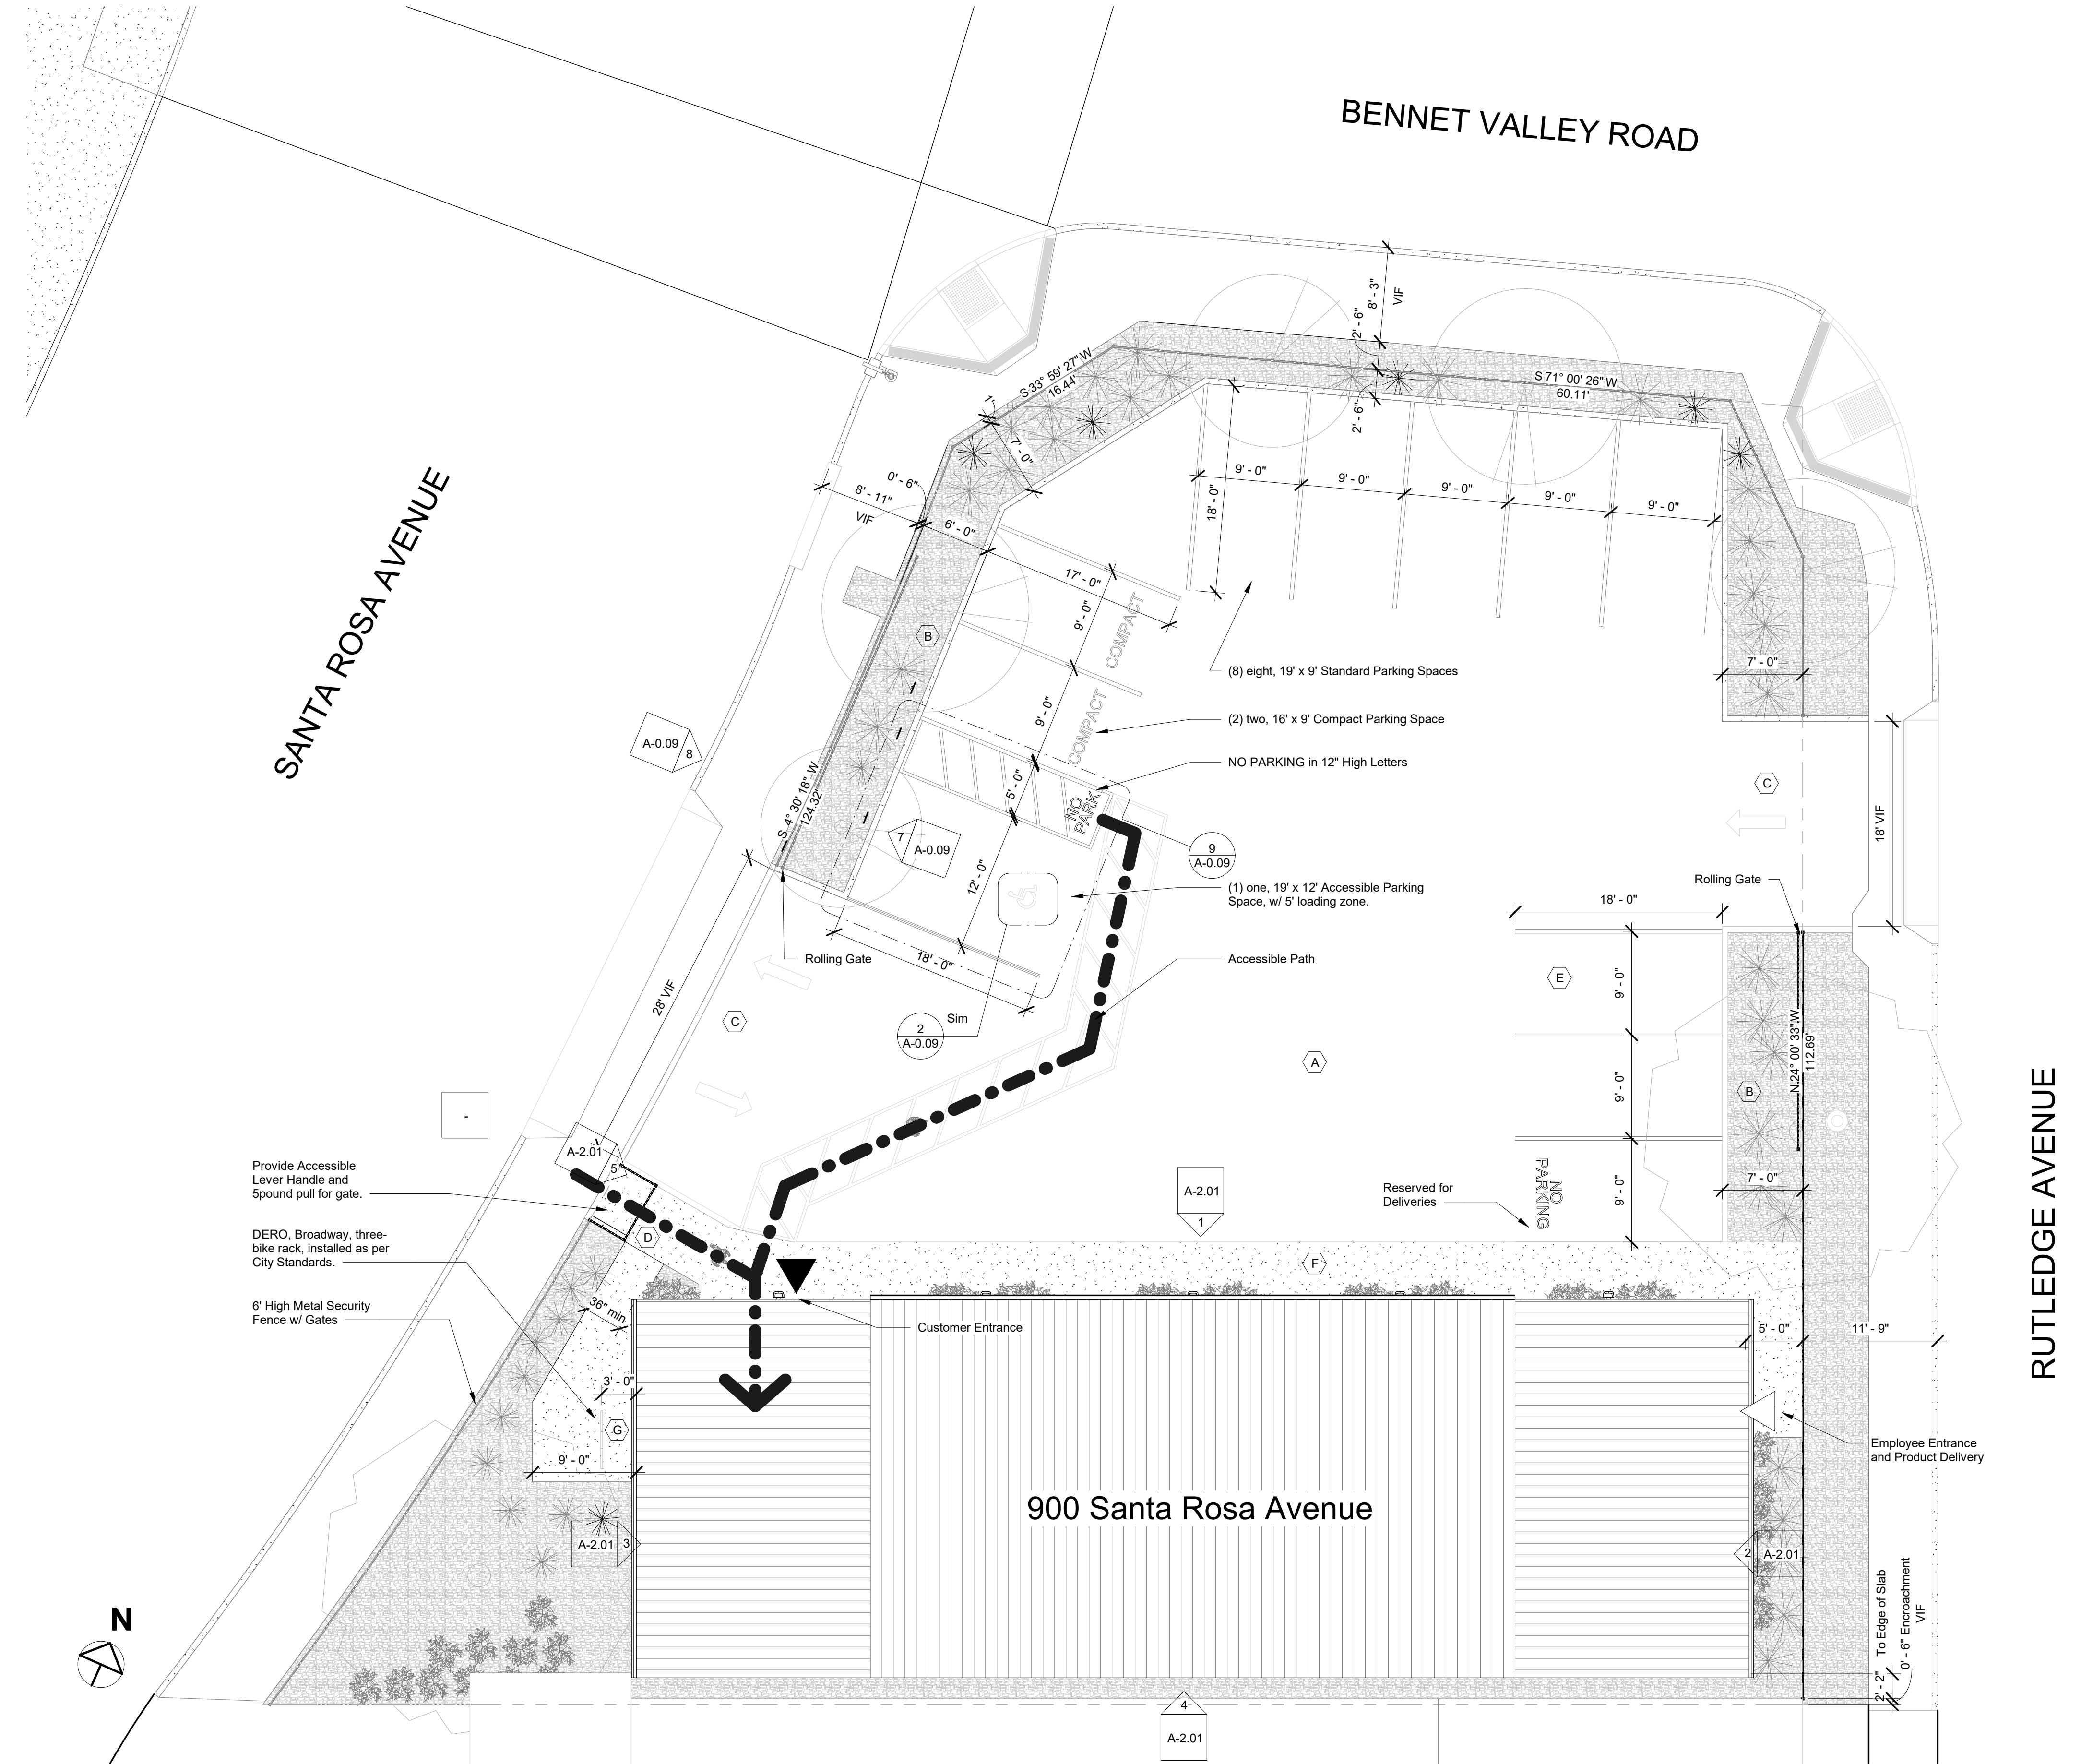 BENNET VALLEY ROAD
SANTA ROSA AVENUE
RUTLEDGE AVENUE
8' - 3"
VIF
2' - 6"
2' - 6"
S 33° 59' 27" W
16.44'
S 71° 00' 26" W
60.11'
1'
7' - 0"
0' - 6"
8' - 11"
VIF
6' - 0"
9' - 0"
9' - 0"
9' - 0"
9' - 0"
9' - 0"
18' - 0"
17' - 0"
9' - 0"
COMPACT
B
9' - 0"
COMPACT
(8) eight, 19' x 9' Standard Parking Spaces
(2) two, 16' x 9' Compact Parking Space
NO PARKING in 12" High Letters
7' - 0"
A-0.09
8
S 4° 30' 18" W
124.32'
5' - 0"
NO
PARK
7
A-0.09
9
A-0.09
C
18' VIF
12' - 0"
(1) one, 19' x 12' Accessible Parking
Space, w/ 5' loading zone.
Rolling Gate
18' - 0"
Rolling Gate
18' - 0"
Accessible Path
28' VIF
C
2
A-0.09
Sim
E
9' - 0"
A
9' - 0"
B
N 24° 00' 33" W
112.69'
-
A-2.01
5'
Provide Accessible
Lever Handle and
5pound pull for gate.
D
A-2.01
1
Reserved for
Deliveries
NO
PARKING
9' - 0"
7' - 0"
DERO, Broadway, three-
bike rack, installed as per
City Standards.
F
6' High Metal Security
Fence w/ Gates
36" min
Customer Entrance
5' - 0"
11' - 9"
3' - 0"
G
9' - 0"
Employee Entrance
and Product Delivery
900 Santa Rosa Avenue
A-2.01
3
2
A-2.01
N
2' - 2"
To Edge of Slab
0' - 6" Encroachment
VIF
4
A-2.01